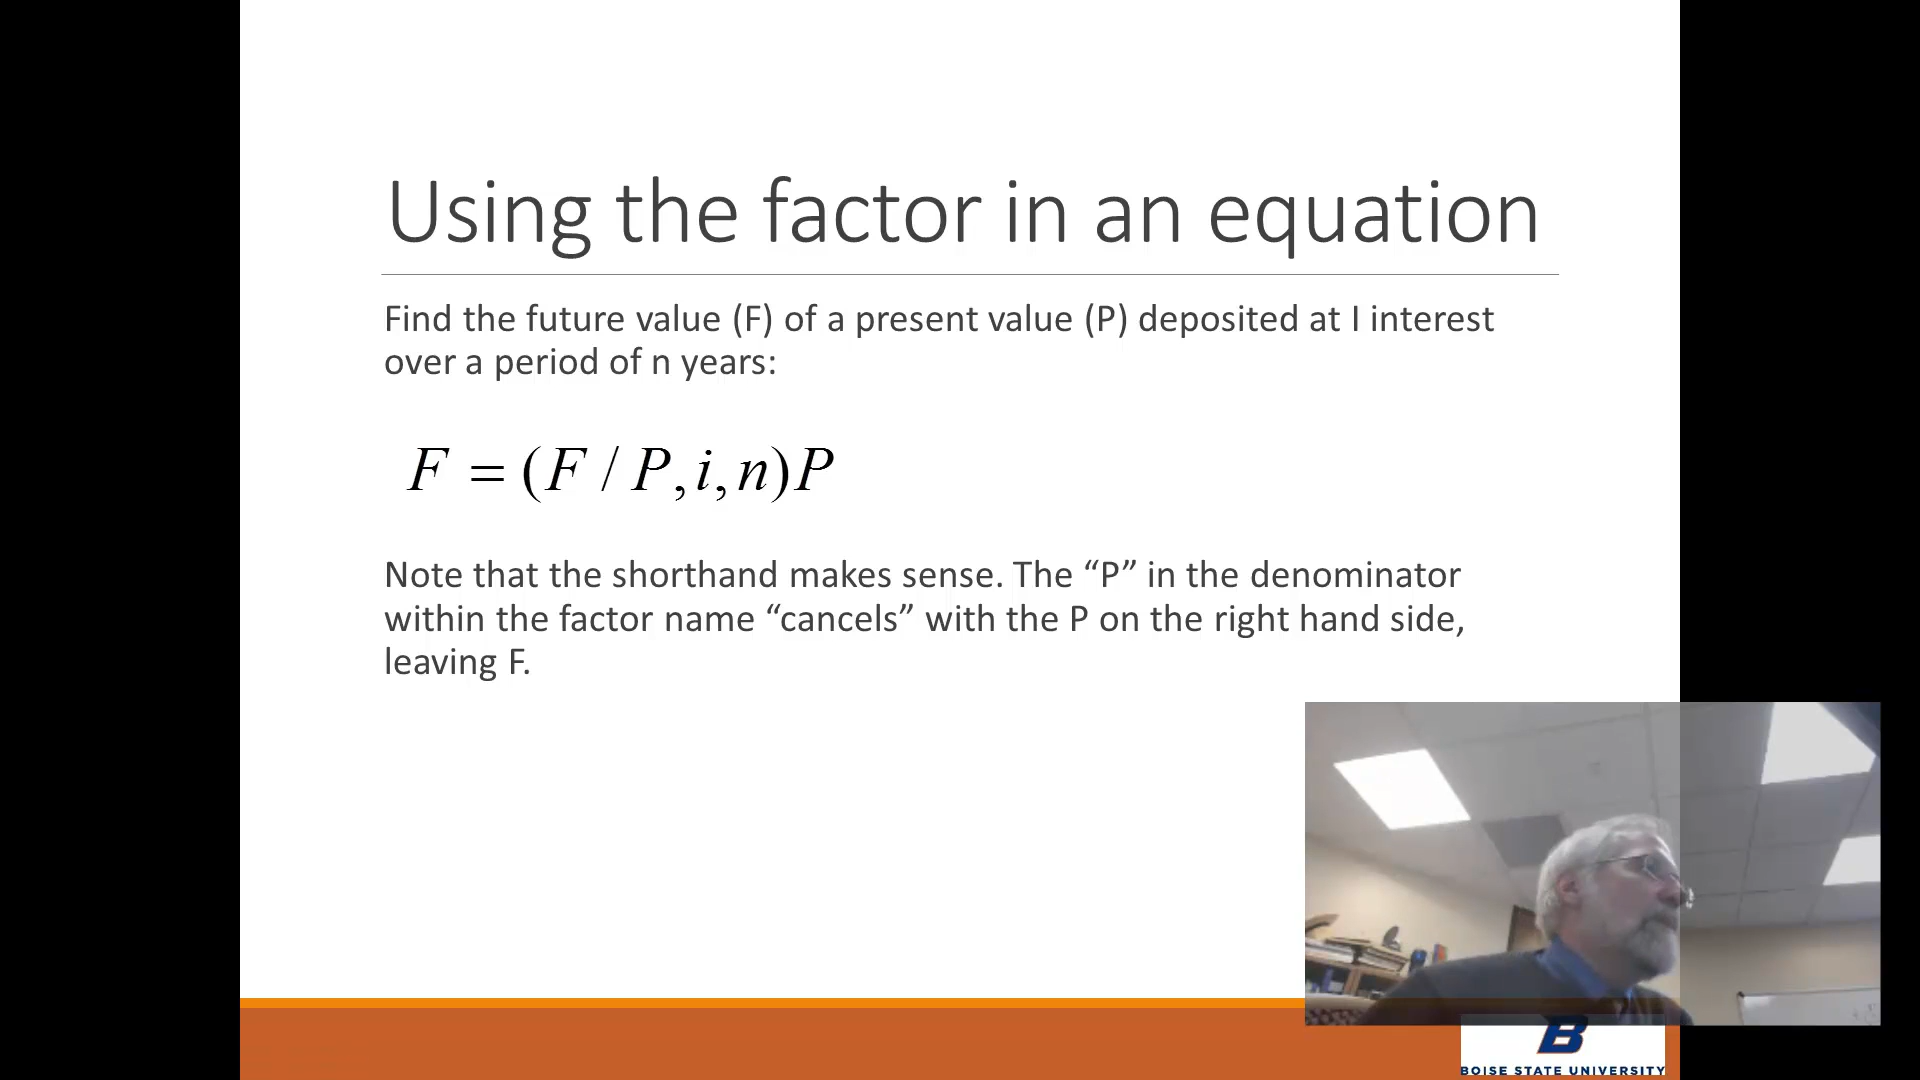 Using the factor in an equation
Find the future value (F) of a present value (P) deposited at I interest
over a period of n years:
F = (F / P, i, n)P
Note that the shorthand makes sense. The “P” in the denominator
within the factor name “cancels” with the P on the right hand side,
leaving F.
B
BOISE STATE UNIVERSITY